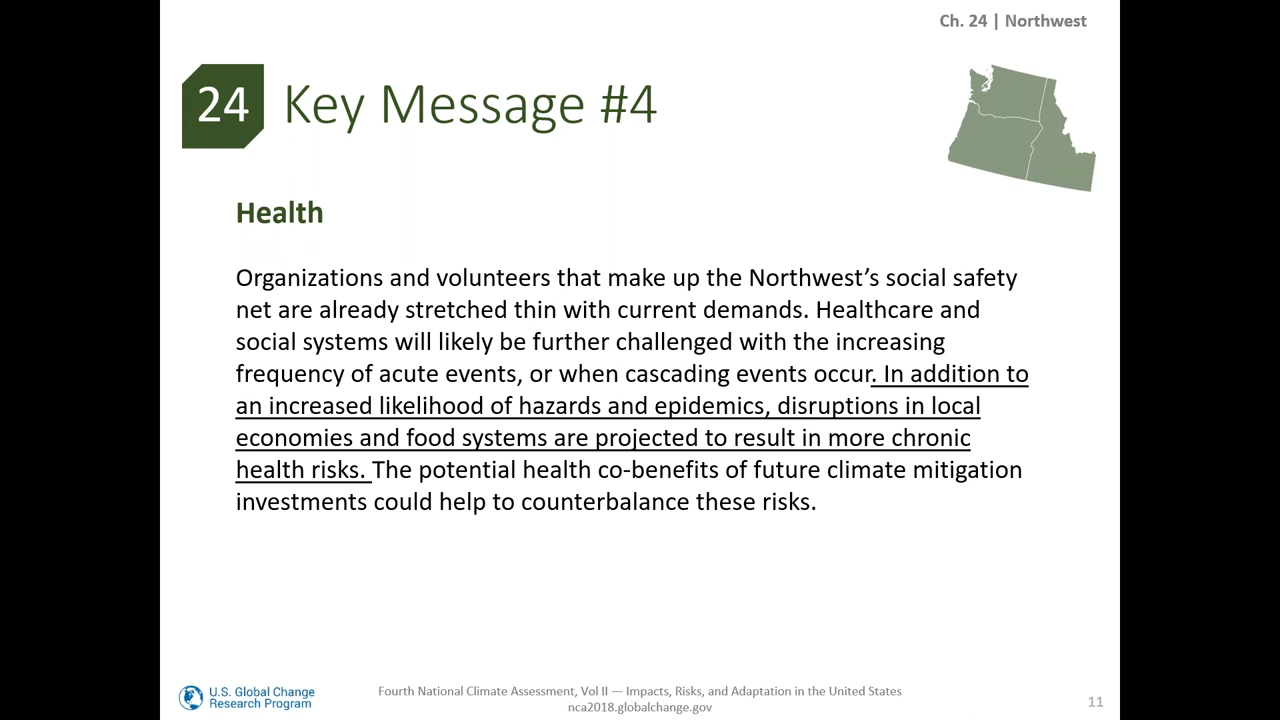 Ch. 24 | Northwest
24 Key Message #4
Health
Organizations and volunteers that make up the Northwest’s social safety
net are already stretched thin with current demands. Healthcare and
social systems will likely be further challenged with the increasing
frequency of acute events, or when cascading events occur. In addition to
an increased likelihood of hazards and epidemics, disruptions in local
economies and food systems are projected to result in more chronic
health risks. The potential health co-benefits of future climate mitigation
investments could help to counterbalance these risks.
U.S. Global Change
Research Program
Fourth National Climate Assessment, Vol II — Impacts, Risks, and Adaptation in the United States
nca2018.globalchange.gov
11